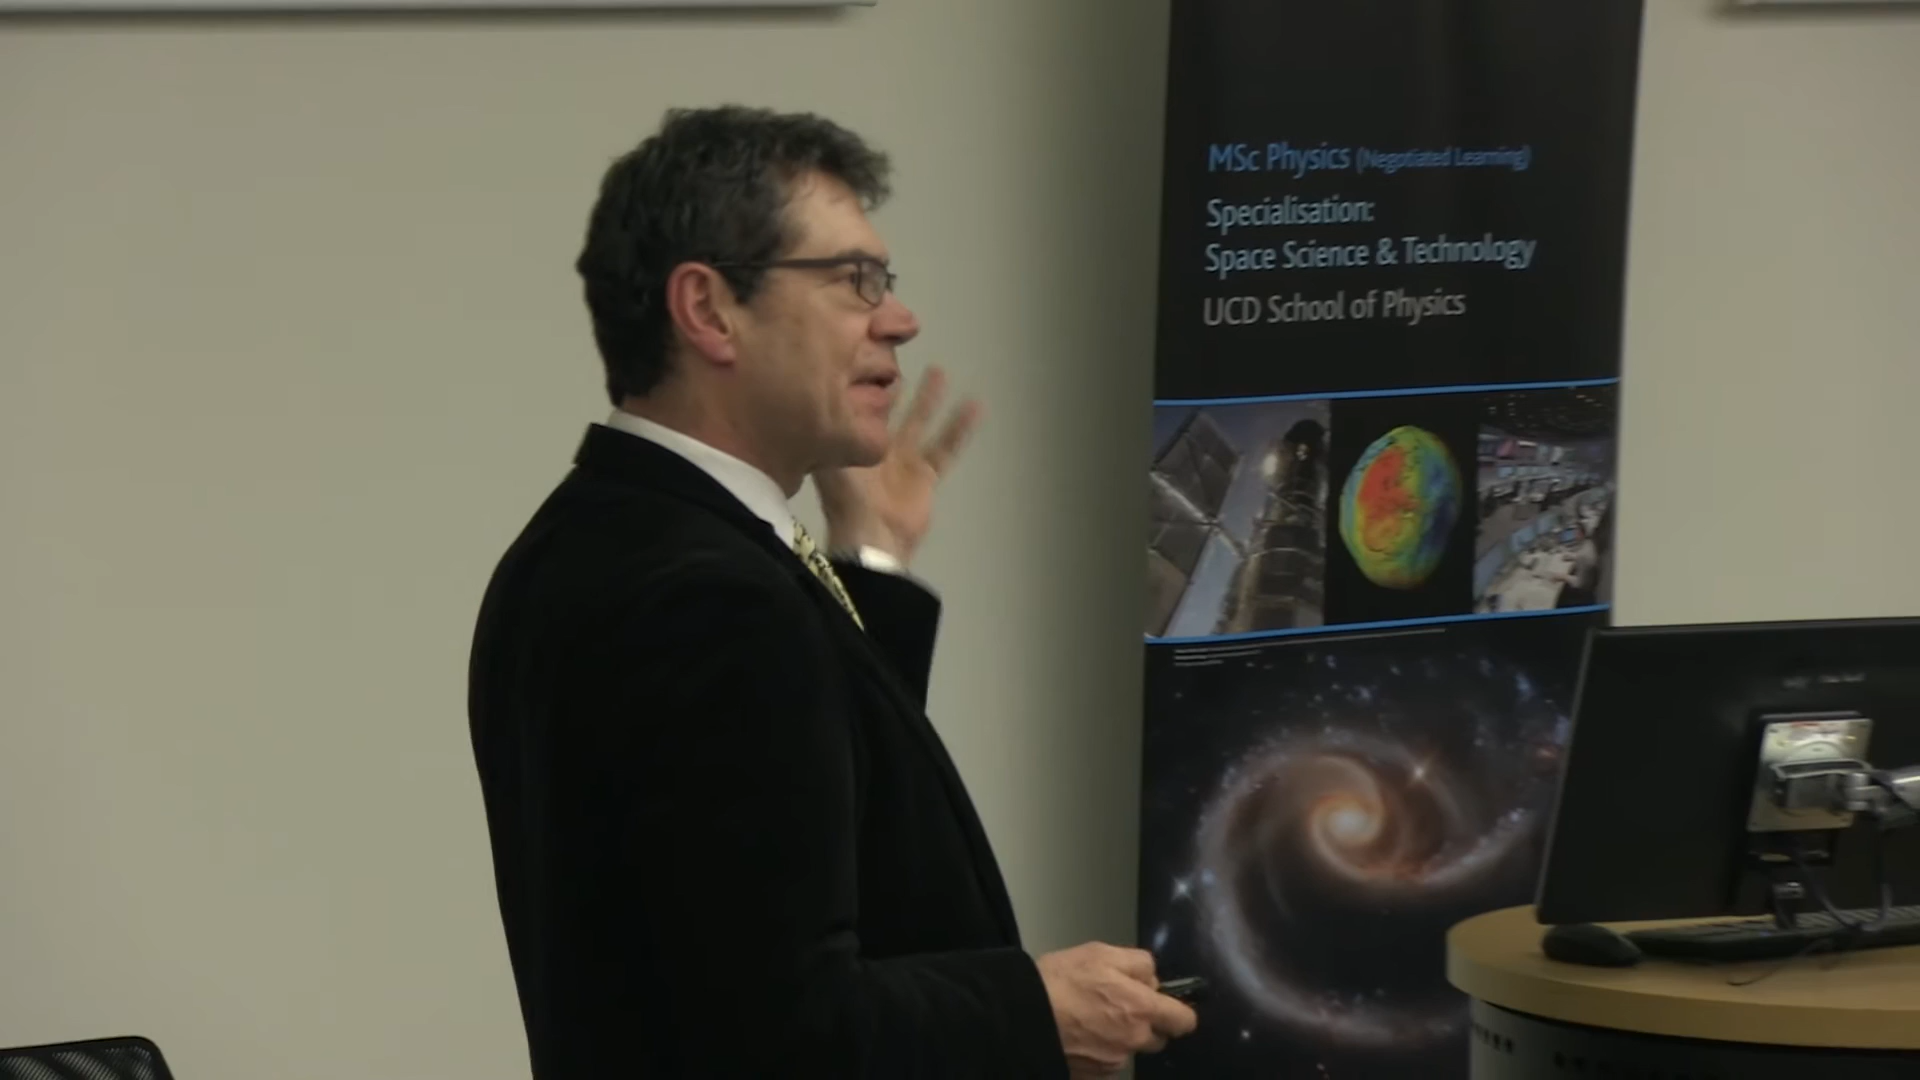 MSc Physics (Negotiated Learning)
Specialisation:
Space Science & Technology
UCD School of Physics